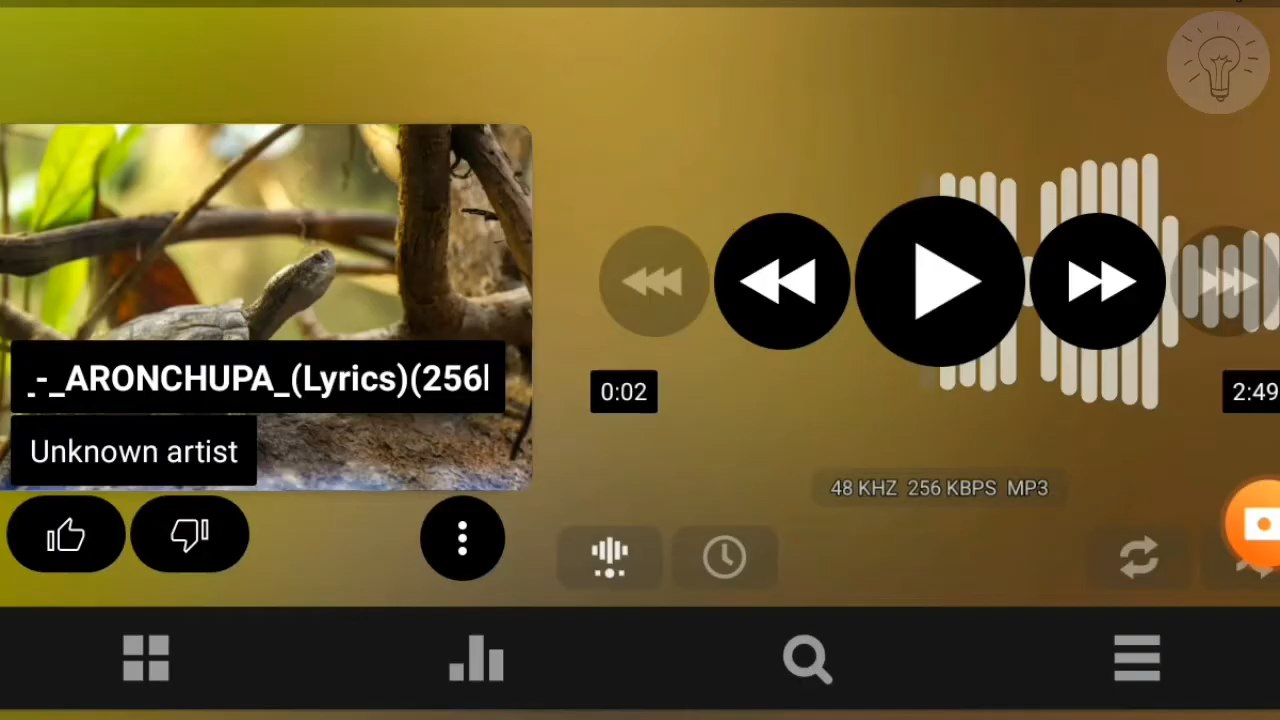 _-_ARONCHUPA_(Lyrics)(256
Unknown artist
0:02
2:49
48 KHZ 256 KBPS MP3